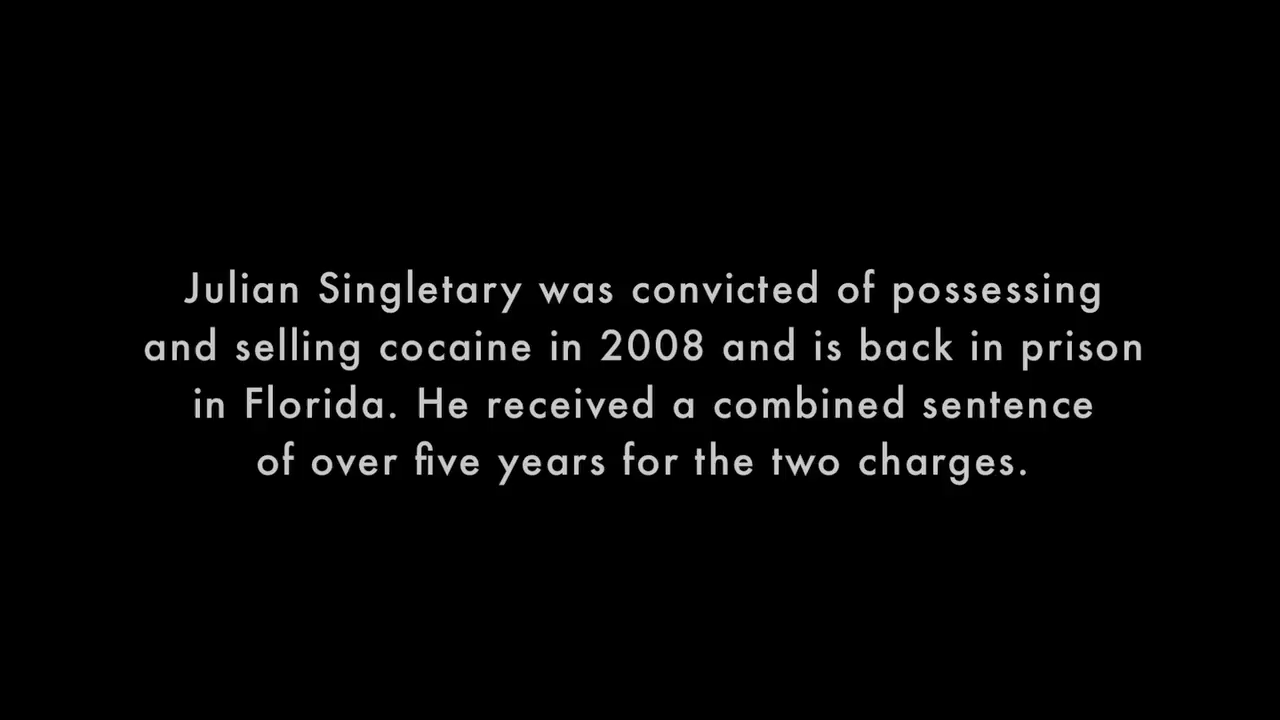 Julian Singletary was convicted of possessing
and selling cocaine in 2008 and is back in prison
in Florida. He received a combined sentence
of over five years for the two charges.